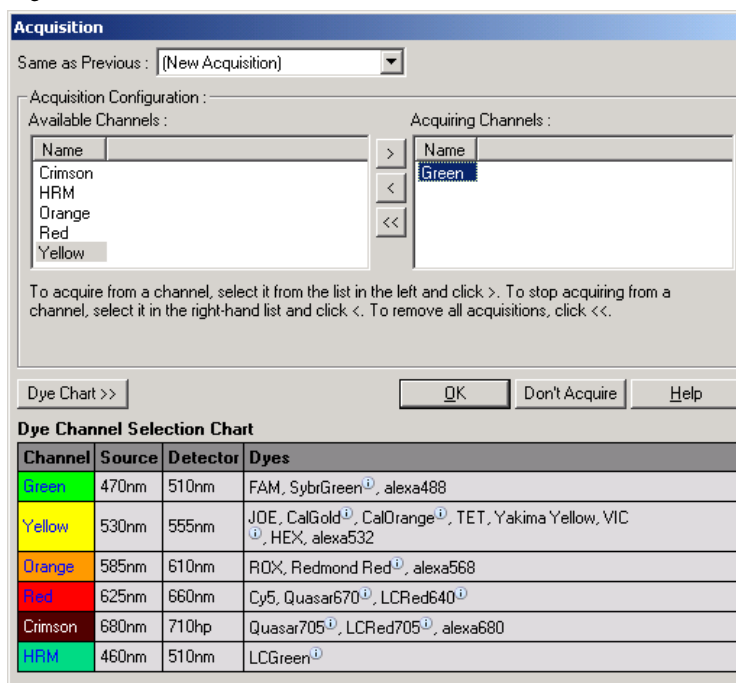 Acquisition
Same as Previous : (New Acquisition)
Acquisition Configuration :
Available Channels :
Name
Crimson
HRM
Orange
Red
Yellow
>
<
<<
Acquiring Channels :
Name
Green
To acquire from a channel, select it from the list in the left and click >. To stop acquiring from a
channel, select it in the right-hand list and click <. To remove all acquisitions, click <<.
Dye Chart >>
OK
Don't Acquire
Help
Dye Channel Selection Chart
Channel Source Detector Dyes
Green 470nm 510nm FAM, SybrGreen, alexa488
Yellow 530nm 555nm JOE, CalGold, CalOrange, TET, Yakima Yellow, VIC
, HEX, alexa532
Orange 585nm 610nm ROX, Redmond Red, alexa568
Red 625nm 660nm Cy5, Quasar670, LCRed640
Crimson 680nm 710hp Quasar705, LCRed705, alexa680
HRM 460nm 510nm LCGreen